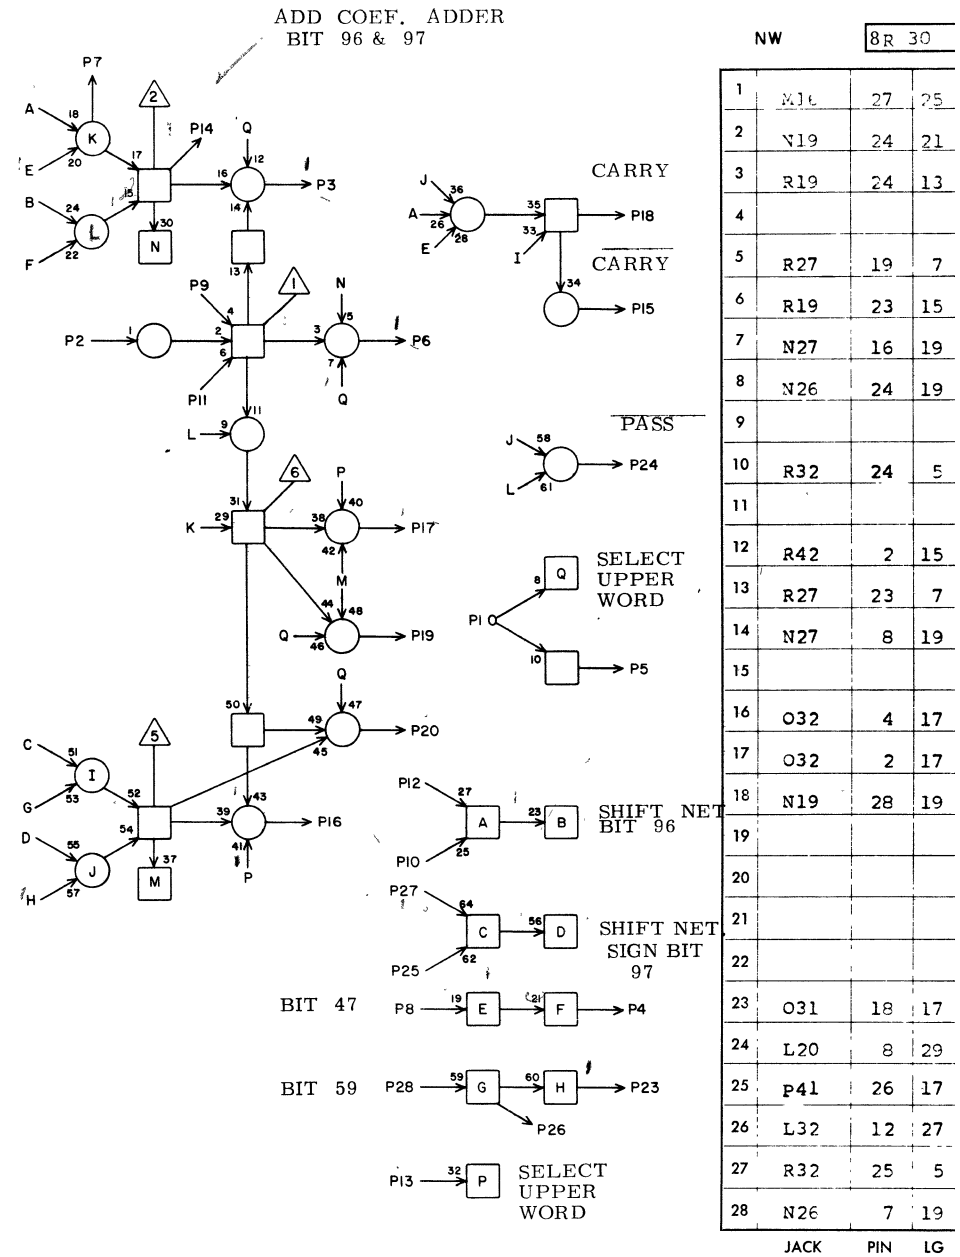 ADD COEF. ADDER
BIT 96 & 97
NW
8R 30
P7
2
A
18
K
P14
Q
20
17
12
E
16
P3
B
24
15
14
L
30
N
F
22
13
P9
1
N
4
5
P2
1
2
3
P6
6
7
P11
Q
11
L
9
6
P
31
40
K
29
38
P17
42
M
44
48
Q
46
P19
Q
50
47
5
49
P20
C
51
45
I
G
53
52
43
39
P16
D
54
55
41
J
37
P
H
57
M
CARRY
J
36
35
A
26
P18
28
33
E
I
CARRY
34
P15
PASS
J
58
P24
L
61
SELECT
UPPER
WORD
8
Q
P1
10
P5
P12
27
A
23
B
SHIFT NET
BIT 96
25
P10
P27
64
C
56
D
SHIFT NET.
SIGN BIT
97
62
P25
BIT 47
P8
19
E
21
F
P4
BIT 59
P28
59
G
60
H
P23
P26
P13
32
P
SELECT
UPPER
WORD
1 M16 27 25
2 N19 24 21
3 R19 24 13
4
5 R27 19 7
6 R19 23 15
7 N27 16 19
8 N26 24 19
9
10 R32 24 5
11
12 R42 2 15
13 R27 23 7
14 N27 8 19
15
16 O32 4 17
17 O32 2 17
18 N19 28 19
19
20
21
22
23 O31 18 17
24 L20 8 29
25 P41 26 17
26 L32 12 27
27 R32 25 5
28 N26 7 19
JACK PIN LG